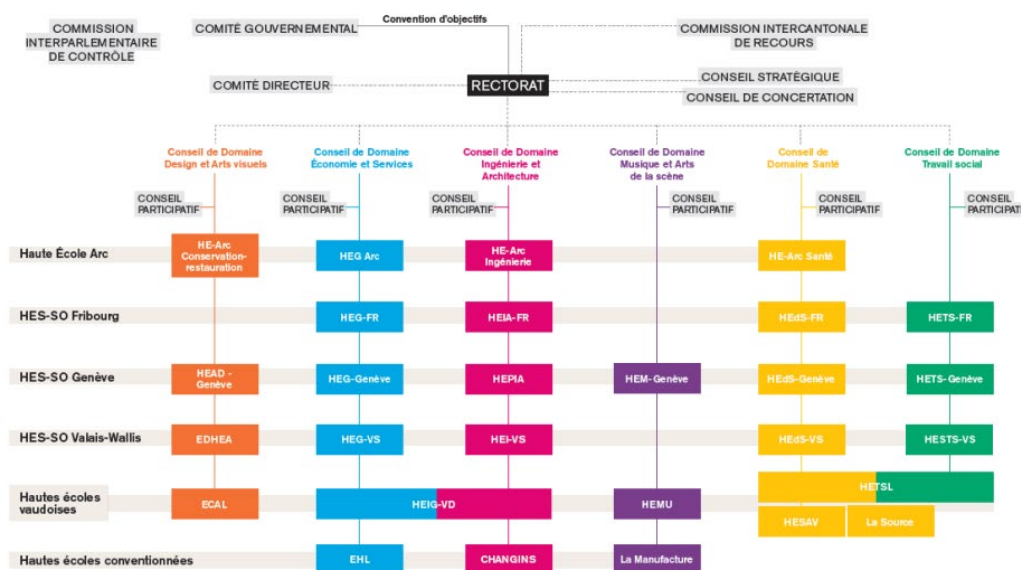 COMMISSION
INTERPARLEMENTAIRE
DE CONTRÔLE
COMITÉ GOUVERNEMENTAL
Convention d'objectifs
COMMISSION INTERCANTONALE
DE RECOURS
COMITÉ DIRECTEUR
RECTORAT
CONSEIL STRATÉGIQUE
CONSEIL DE CONCERTATION
Conseil de Domaine
Design et Arts visuels
Conseil de Domaine
Économie et Services
Conseil de Domaine
Ingénierie et
Architecture
Conseil de Domaine
Musique et Arts
de la scène
Conseil de
Domaine Santé
Conseil de Domaine
Travail social
CONSEIL
PARTICIPATIF
CONSEIL
PARTICIPATIF
CONSEIL
PARTICIPATIF
CONSEIL
PARTICIPATIF
CONSEIL
PARTICIPATIF
CONSEIL
PARTICIPATI
Haute École Arc
HE-Arc
Conservation-
restauration
HEG Arc
HE-Arc
Ingénierie
HE-Arc Santé
HES-SO Fribourg
HEG-FR
HEIA-FR
HEdS-FR
HETS-FR
HES-SO Genève
HEAD -
Genève
HEG-Genève
HEPIA
HEM-Genève
HEdS-Genève
HETS-Genève
HES-SO Valais-Wallis
EDHEA
HEG-VS
HEI-VS
HEdS-VS
HESTS-VS
Hautes écoles
vaudoises
ECAL
HEIG-VD
HEMU
HETSL
HESAV
La Source
Hautes écoles conventionnées
EHL
CHANGINS
La Manufacture